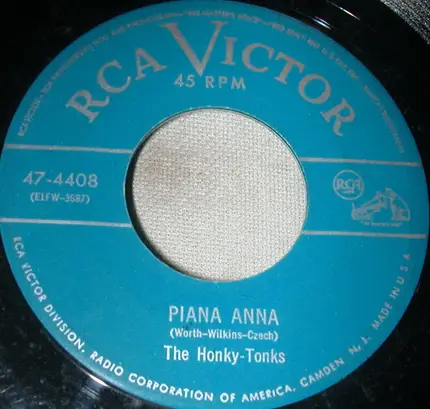 RCA VICTOR
45 RPM
47-4408
(E1FW-3687)
RCA
PIANA ANNA
(Worth-Wilkins-Czech)
The Honky-Tonks
RCA VICTOR DIVISION, RADIO CORPORATION OF AMERICA, CAMDEN N. J. MADE IN U S A